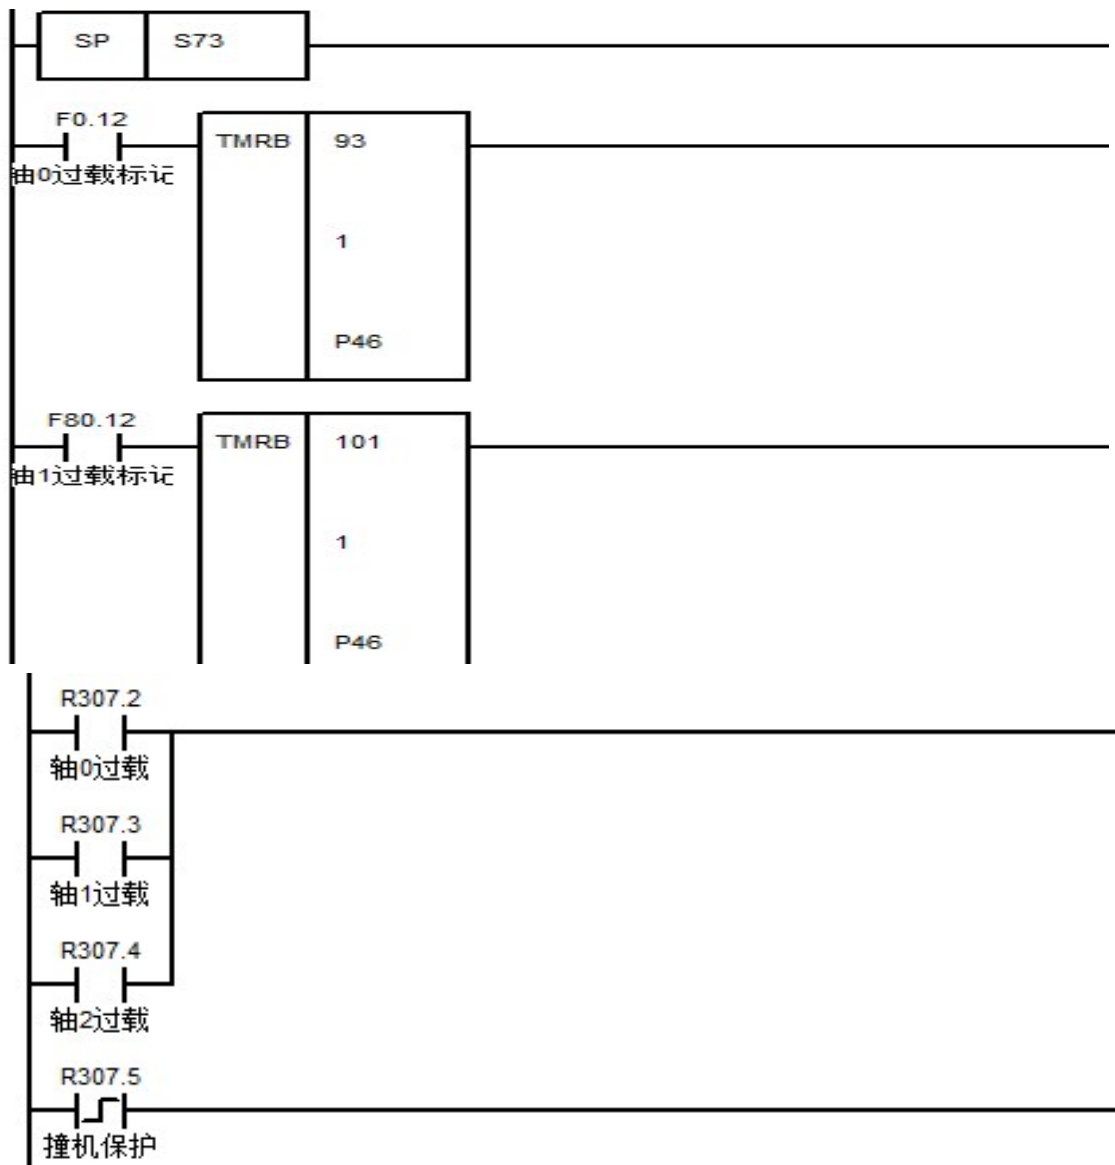 SP S73
F0.12
TMRB 93
轴0过载标记
1
P46
F80.12
TMRB 101
轴1过载标记
1
P46
R307.2
轴0过载
R307.3
轴1过载
R307.4
轴2过载
R307.5
撞机保护